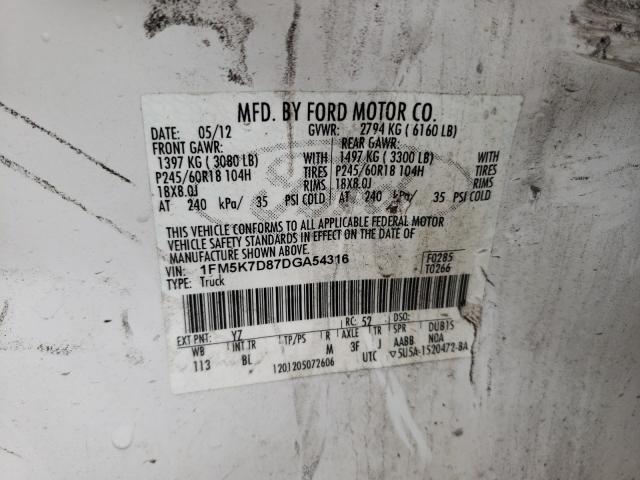 MFD. BY FORD MOTOR CO.
DATE: 05/12 GVWR: 2794 KG ( 6160 LB)
FRONT GAWR: REAR GAWR:
1397 KG ( 3080 LB) WITH 1497 KG ( 3300 LB) WITH
P245/60R18 104H TIRES P245/60R18 104H TIRES
18X8.0J RIMS 18X8.0J RIMS
AT 240 kPa/ 35 PSI COLD AT 240 kPa/ 35 PSI COLD
THIS VEHICLE CONFORMS TO ALL APPLICABLE FEDERAL MOTOR
VEHICLE SAFETY STANDARDS IN EFFECT ON THE DATE OF
MANUFACTURE SHOWN ABOVE.
VIN: 1FM5K7D87DGA54316 F0285
TYPE: Truck T0266
EXT PNT: YZ RC: 52 DSO:
WB INT TR TP/PS R AXLE TR SPR DUB1S
113 BL M 3F J AABB NOA
1201205072606 UTC ▽5U5A-1520472-BA